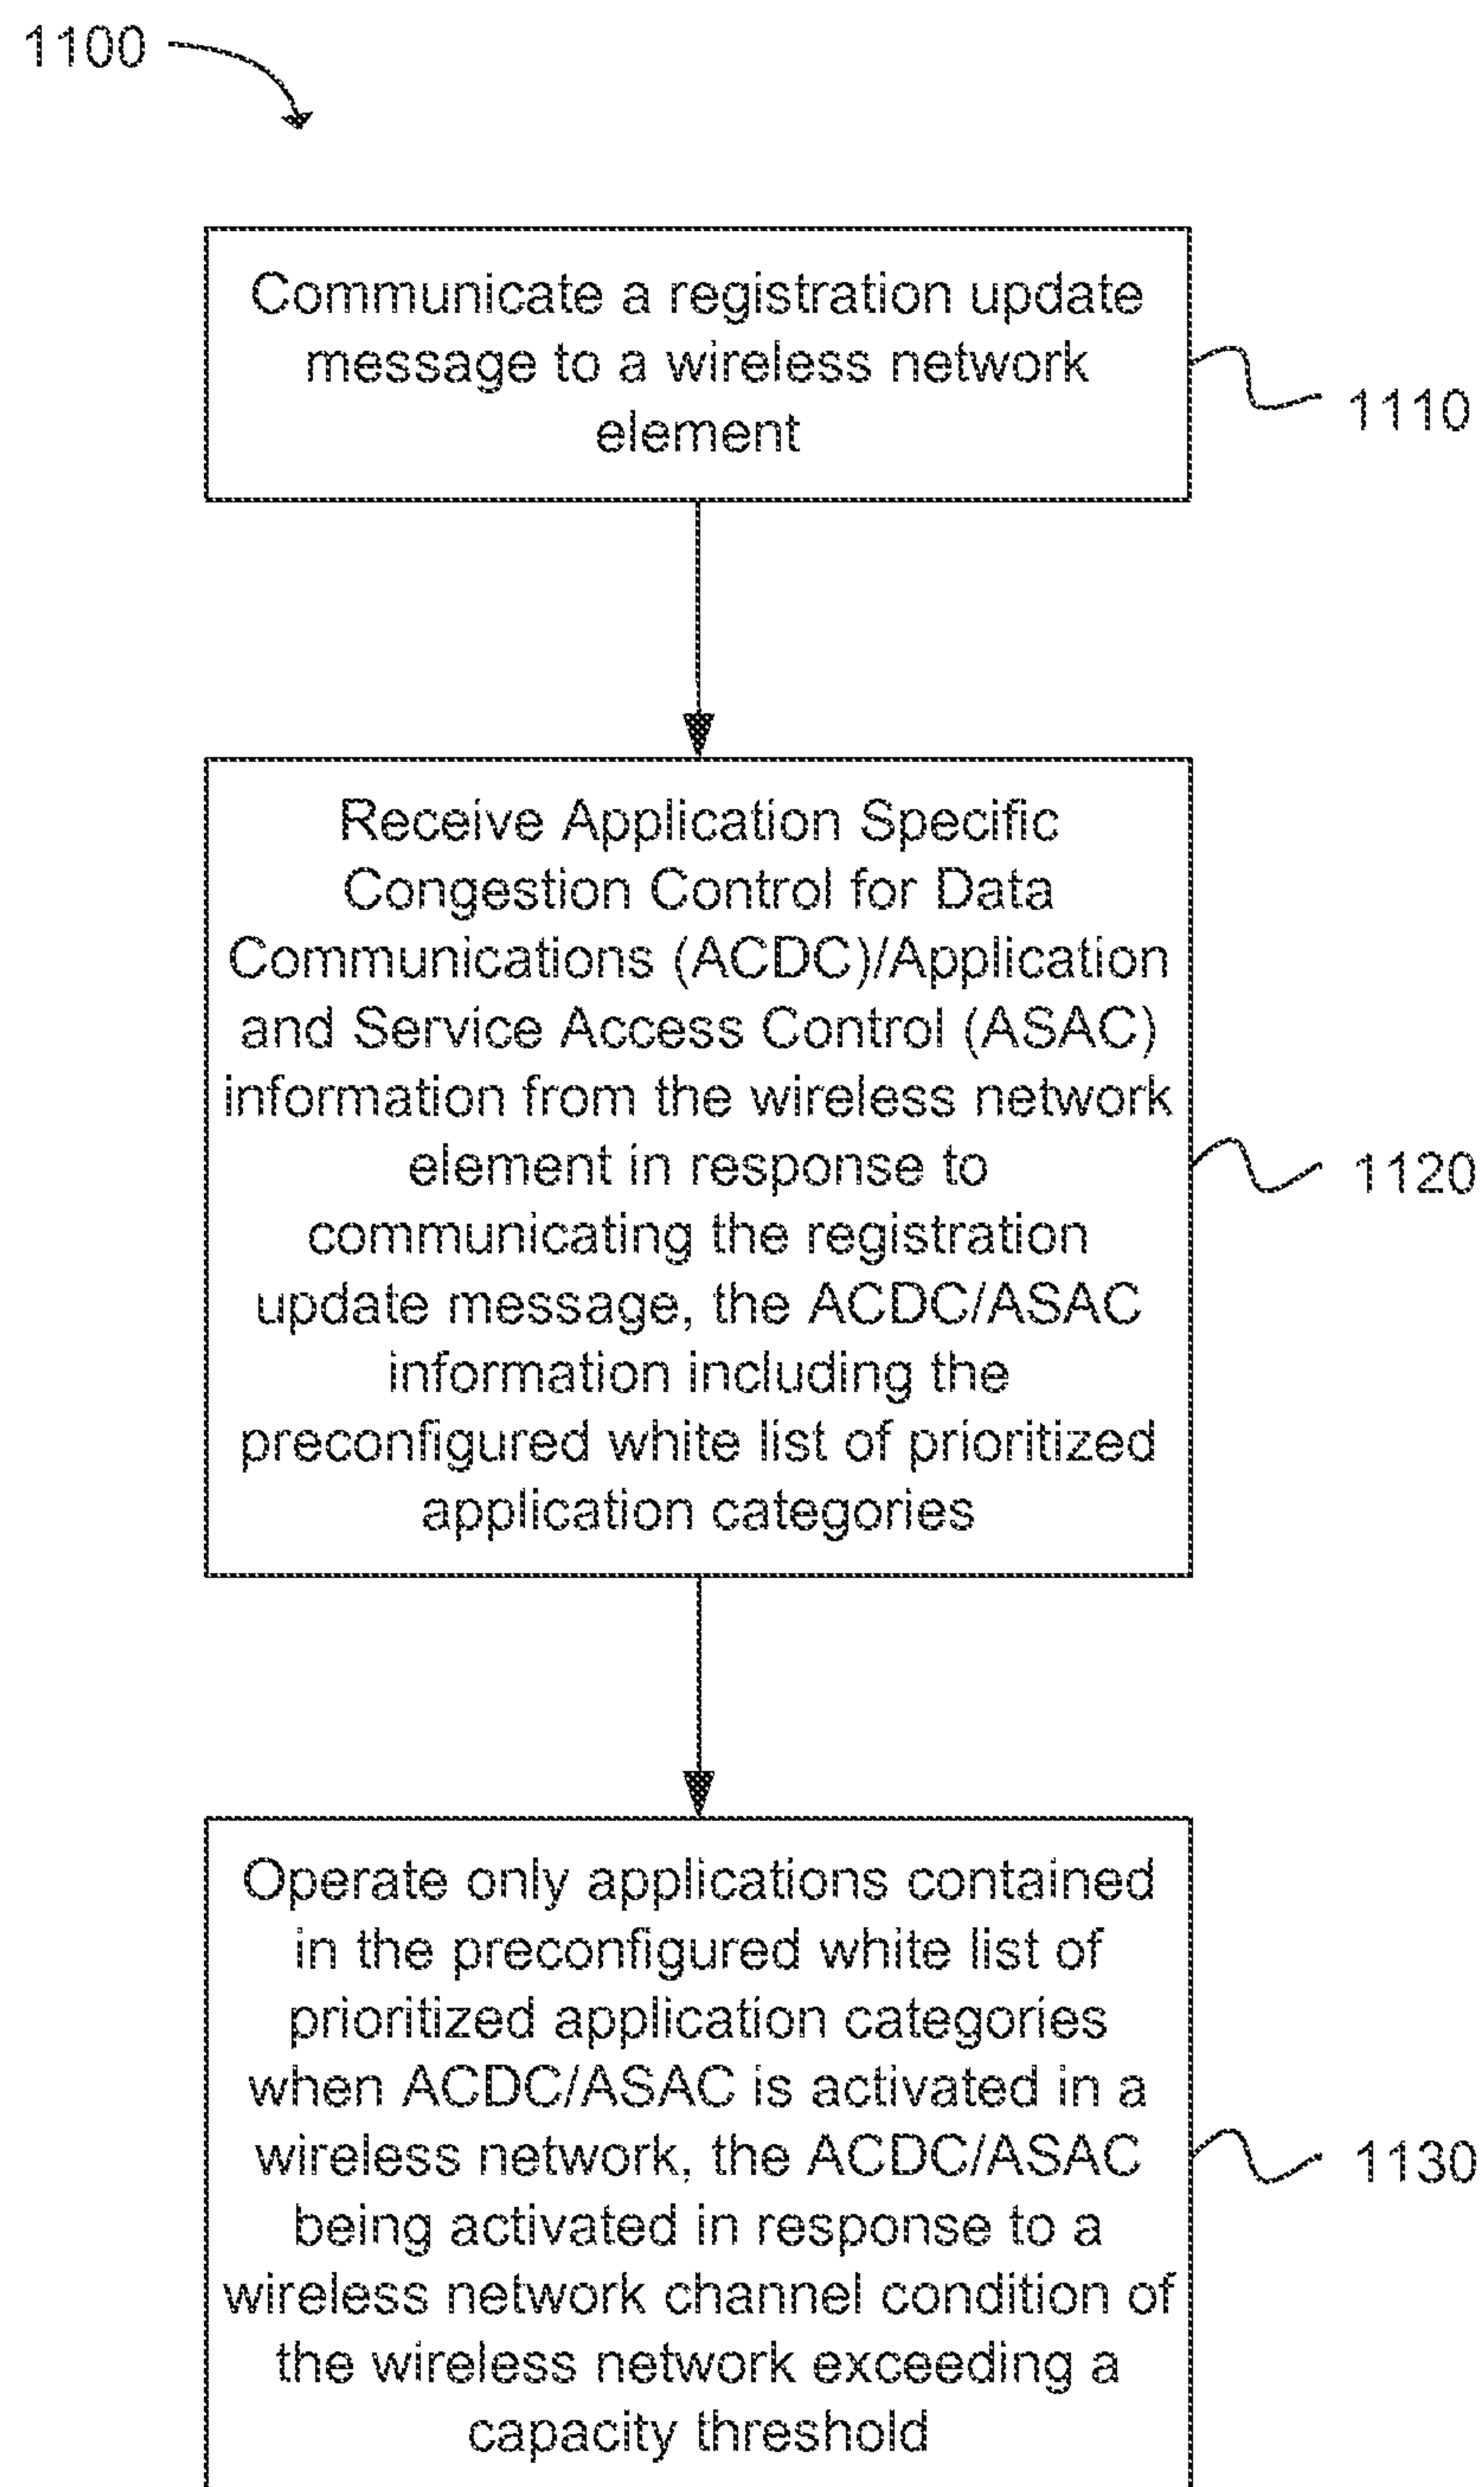 1100
Communicate a registration update
message to a wireless network
element
1110
Receive Application Specific
Congestion Control for Data
Communications (ACDC)/Application
and Service Access Control (ASAC)
information from the wireless network
element in response to
communicating the registration
update message, the ACDC/ASAC
information including the
preconfigured white list of prioritized
application categories
1120
Operate only applications contained
in the preconfigured white list of
prioritized application categories
when ACDC/ASAC is activated in a
wireless network, the ACDC/ASAC
being activated in response to a
wireless network channel condition of
the wireless network exceeding a
capacity threshold
1130